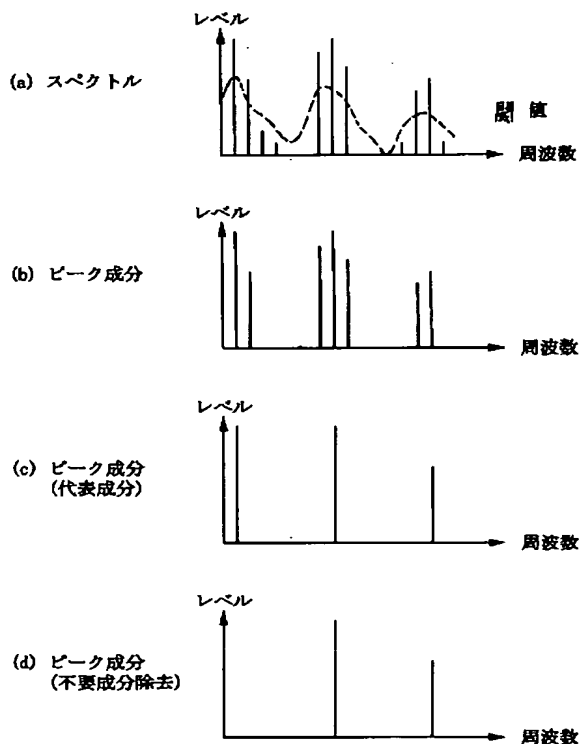 レベル
(a) スペクトル
閾 値
周波数
レベル
(b) ピーク成分
周波数
レベル
(c) ピーク成分
(代表成分)
周波数
レベル
(d) ピーク成分
(不要成分除去)
周波数